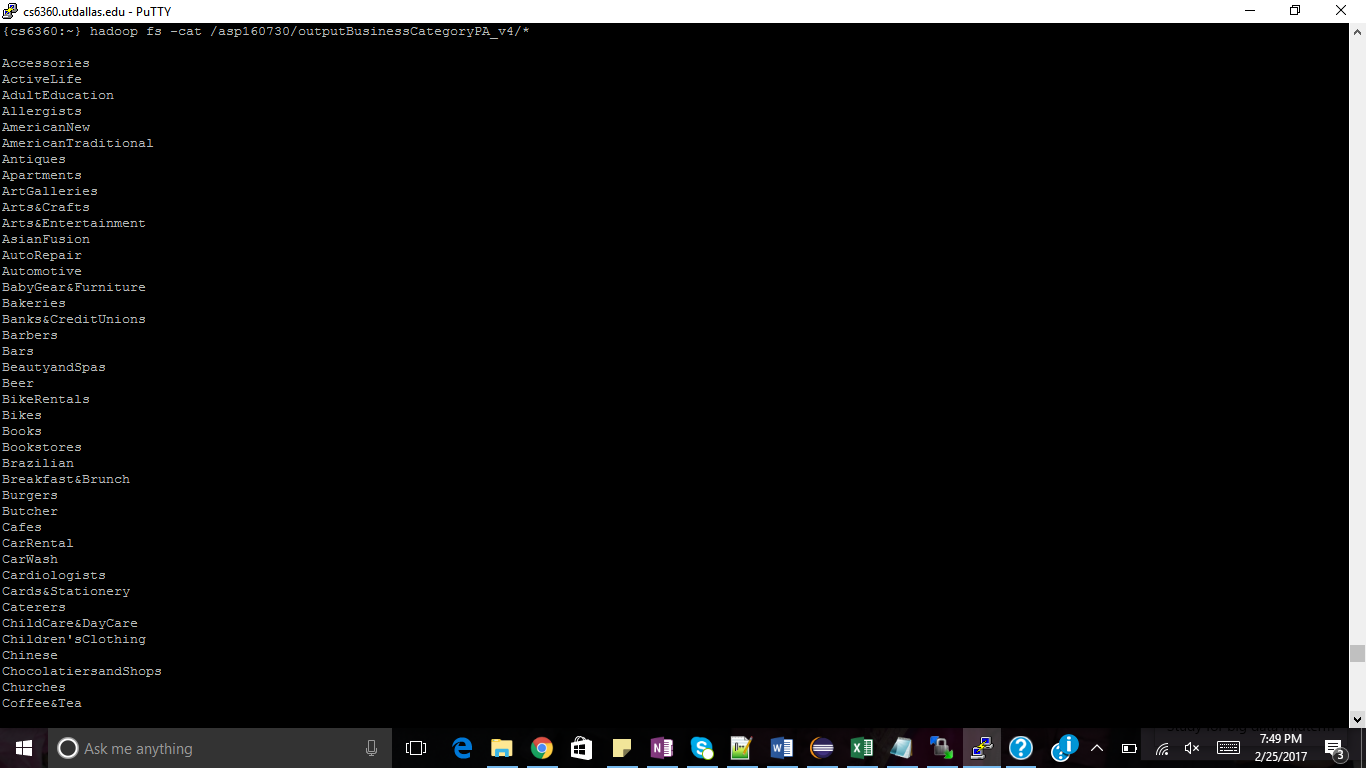 cs6360.utdallas.edu - PuTTY
{cs6360:~} hadoop fs -cat /asp160730/outputBusinessCategoryPA_v4/*
Accessories
ActiveLife
AdultEducation
Allergists
AmericanNew
AmericanTraditional
Antiques
Apartments
ArtGalleries
Arts&Crafts
Arts&Entertainment
AsianFusion
AutoRepair
Automotive
BabyGear&Furniture
Bakeries
Banks&CreditUnions
Barbers
Bars
BeautyandSpas
Beer
BikeRentals
Bikes
Books
Bookstores
Brazilian
Breakfast&Brunch
Burgers
Butcher
Cafes
CarRental
CarWash
Cardiologists
Cards&Stationery
Caterers
ChildCare&DayCare
Children'sClothing
Chinese
ChocolatiersandShops
Churches
Coffee&Tea
Ask me anything
7:49 PM
2/25/2017
3